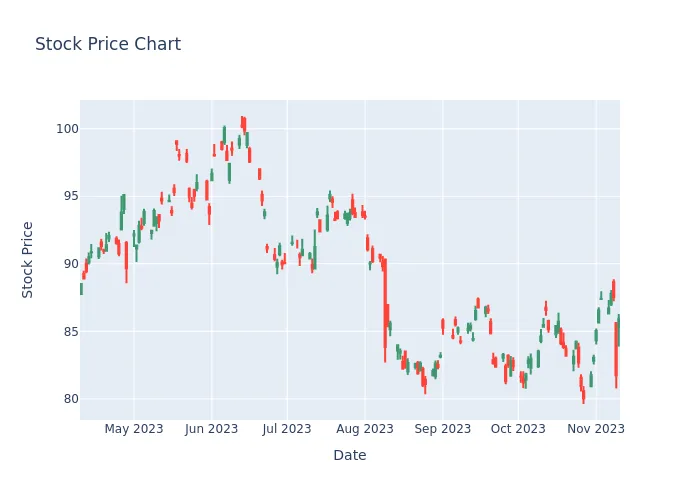 Stock Price Chart
100
95
90
85
80
Stock Price
May 2023
Jun 2023
Jul 2023
Aug 2023
Sep 2023
Oct 2023
Nov 2023
Date